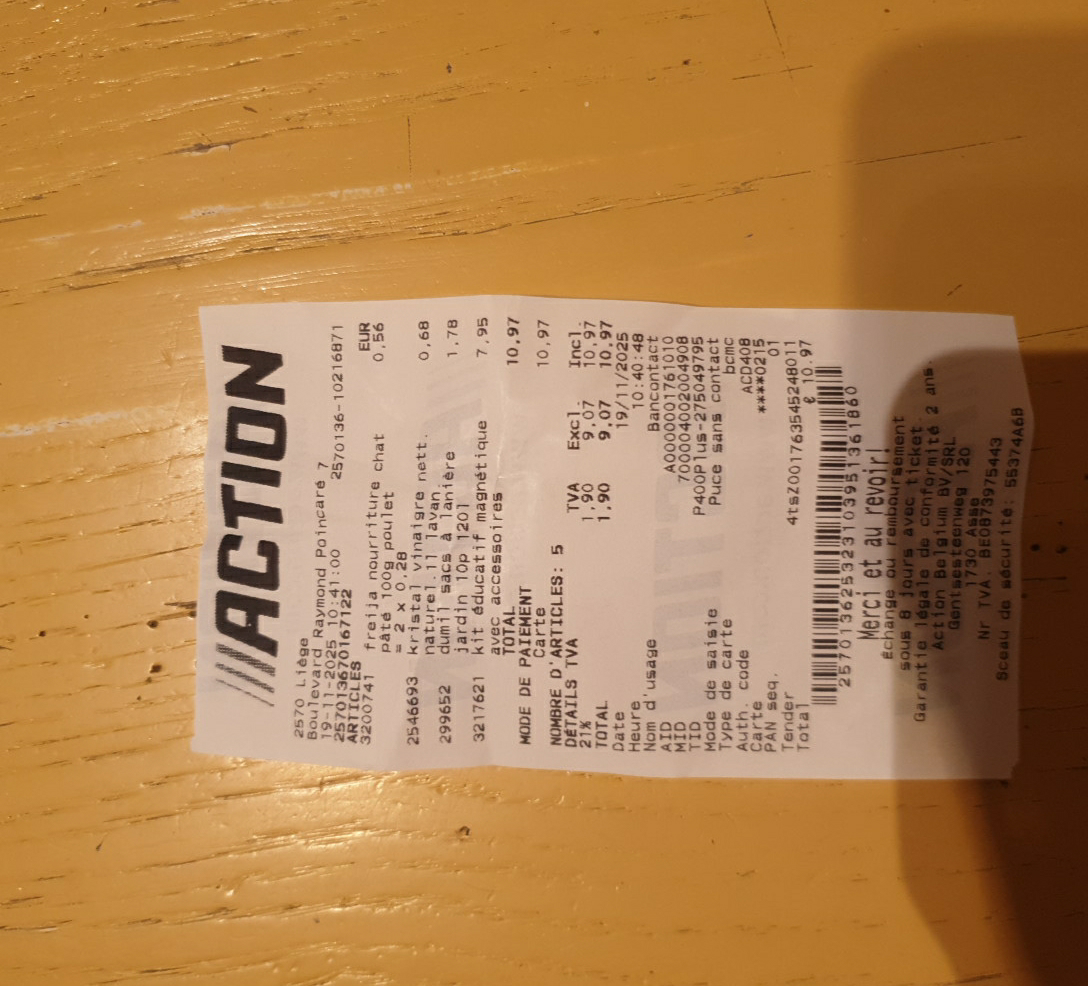 ACTION
2570 Liège
Boulevard Raymond Poincaré 7
19-11-2025 10:41:00 2570136-10216871
257013670167122
ARTICLES EUR
3200741 freija nourriture chat 0,56
pâté 100g poulet
= 2 x 0.28
2546693 kristal vinaigre nett. 0,68
naturel.1l lavan.
299652 dumil sacs à lanière 1,78
jardin 10p 120l
3217621 kit éducatif magnétique 7,95
avec accessoires
TOTAL 10,97
MODE DE PAIEMENT
Carte 10,97
NOMBRE D'ARTICLES: 5
DÉTAILS TVA TVA Excl. Incl.
21% 1,90 9,07 10,97
TOTAL 1,90 9,07 10,97
Date 19/11/2025
Heure 10:40:48
Nom d'usage Bancontact
AID A0000001761010
MID 700004002004908
TID P400Plus-275049795
Mode de saisie Puce sans contact
Type de carte bcmc
Auth. code ACD408
Carte ****0215
PAN seq. 01
Tender 4tsZ001763545248011
Total € 10.97
2570136253231039513618​60
Merci et au revoir!
Échange ou remboursement
sous 8 jours avec ticket.
Garantie légale de conformité 2 ans.
Action Belgium BV/SRL
Gentsesteenweg 120
1730 Asse
Nr TVA. BE0873975443
Sceau de sécurité: 55374A6B